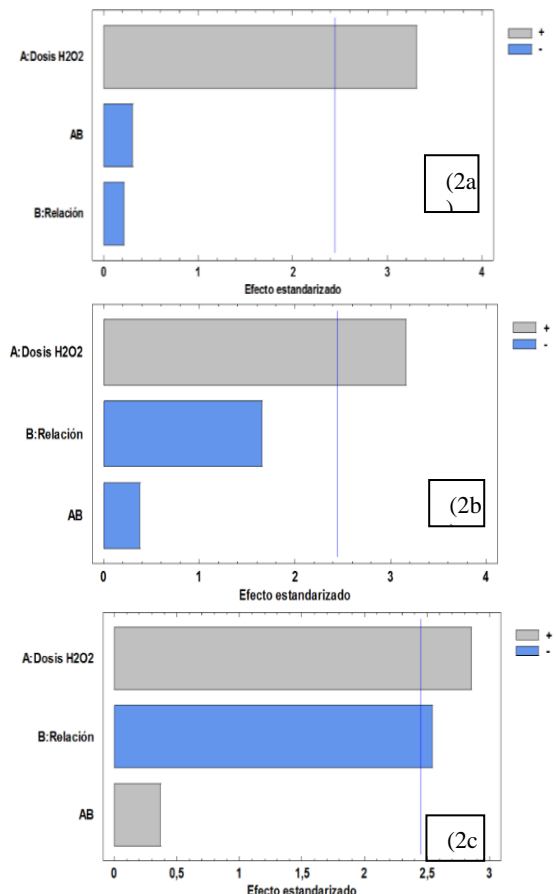 +
A:Dosis H2O2
-
AB
(2a
)
B:Relación
0 1 2 3 4
Efecto estandarizado
+
A:Dosis H2O2
-
B:Relación
(2b
AB
0 1 2 3 4
Efecto estandarizado
+
A:Dosis H2O2
-
B:Relación
AB
(2c
0 0,5 1 1,5 2 2,5 3
Efecto estandarizado